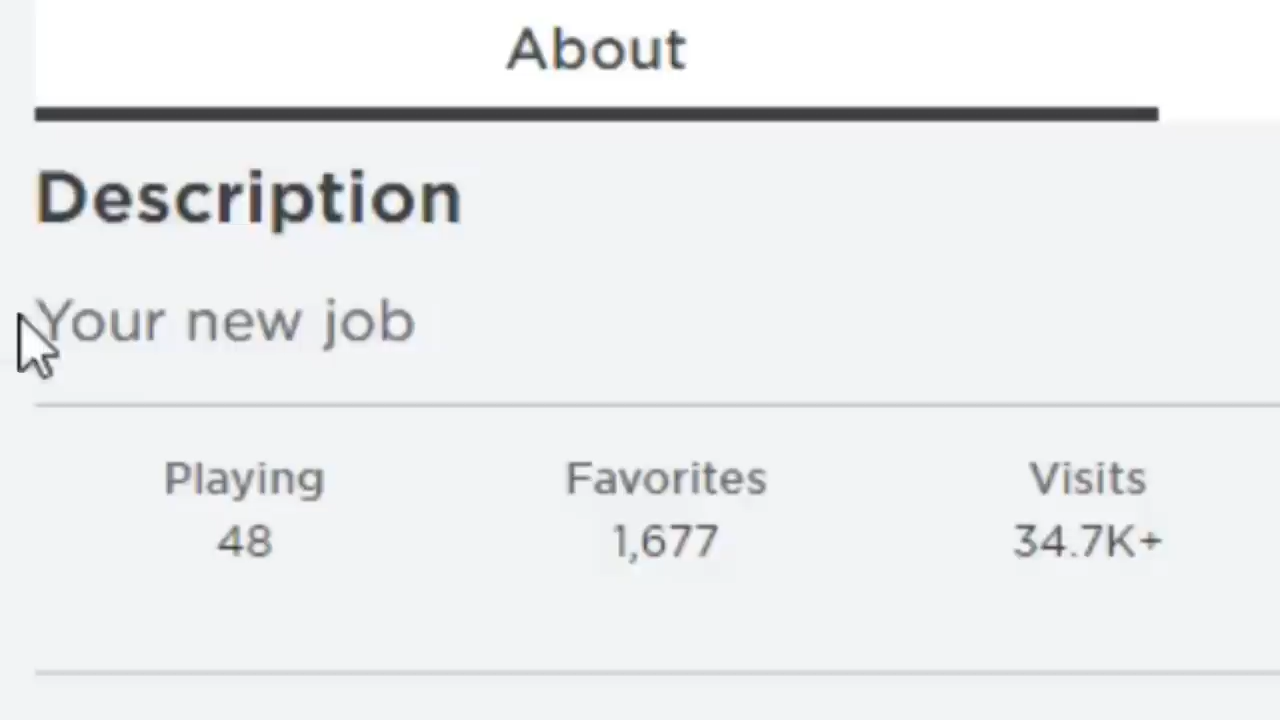 About
Description
Your new job
Playing Favorites Visits
48 1,677 34.7K+